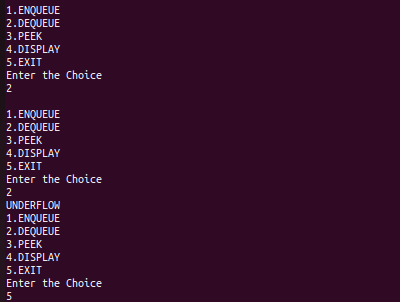 1.ENQUEUE
2.DEQUEUE
3.PEEK
4.DISPLAY
5.EXIT
Enter the Choice
2
1.ENQUEUE
2.DEQUEUE
3.PEEK
4.DISPLAY
5.EXIT
Enter the Choice
2
UNDERFLOW
1.ENQUEUE
2.DEQUEUE
3.PEEK
4.DISPLAY
5.EXIT
Enter the Choice
5